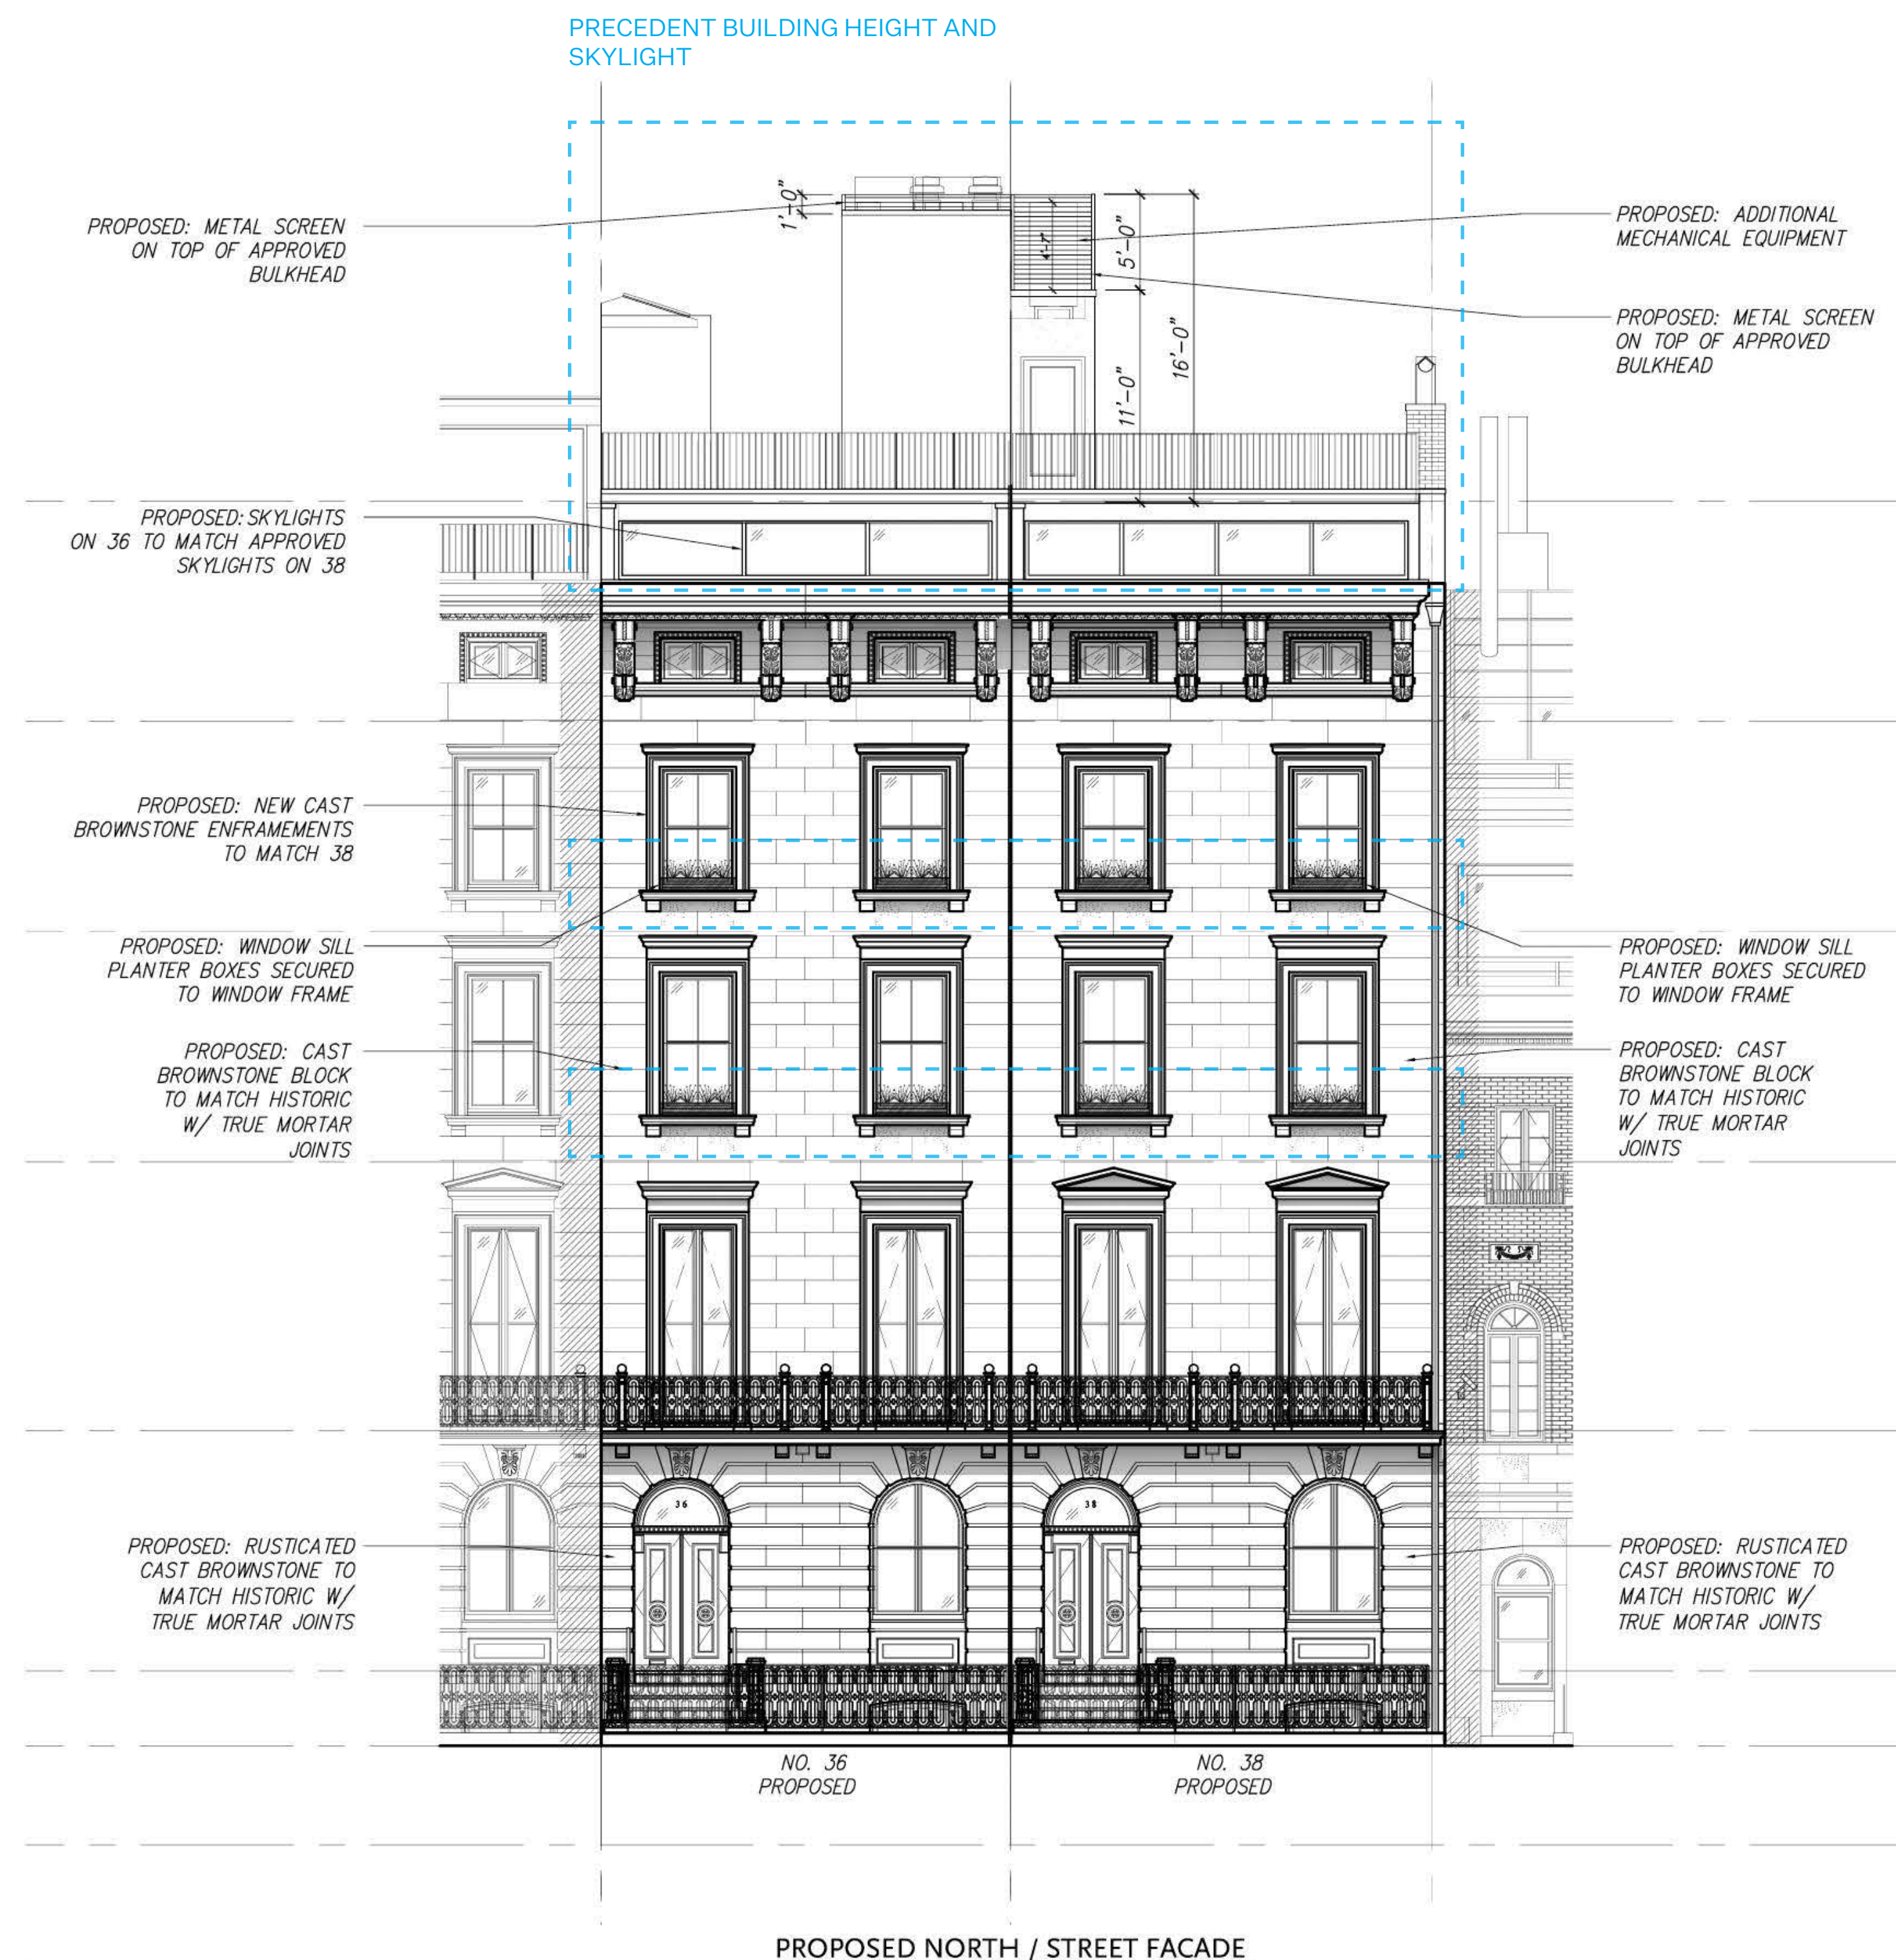 PRECEDENT BUILDING HEIGHT AND
SKYLIGHT
PROPOSED: METAL SCREEN
ON TOP OF APPROVED
BULKHEAD
1'-0"
4'-7"
5'-0"
11'-0"
16'-0"
PROPOSED: ADDITIONAL
MECHANICAL EQUIPMENT
PROPOSED: METAL SCREEN
ON TOP OF APPROVED
BULKHEAD
PROPOSED: SKYLIGHTS
ON 36 TO MATCH APPROVED
SKYLIGHTS ON 38
PROPOSED: NEW CAST
BROWNSTONE ENFRAMEMENTS
TO MATCH 38
PROPOSED: WINDOW SILL
PLANTER BOXES SECURED
TO WINDOW FRAME
PROPOSED: WINDOW SILL
PLANTER BOXES SECURED
TO WINDOW FRAME
PROPOSED: CAST
BROWNSTONE BLOCK
TO MATCH HISTORIC
W/ TRUE MORTAR
JOINTS
PROPOSED: CAST
BROWNSTONE BLOCK
TO MATCH HISTORIC
W/ TRUE MORTAR
JOINTS
36
38
PROPOSED: RUSTICATED
CAST BROWNSTONE TO
MATCH HISTORIC W/
TRUE MORTAR JOINTS
PROPOSED: RUSTICATED
CAST BROWNSTONE TO
MATCH HISTORIC W/
TRUE MORTAR JOINTS
NO. 36
PROPOSED
NO. 38
PROPOSED
PROPOSED NORTH / STREET FACADE